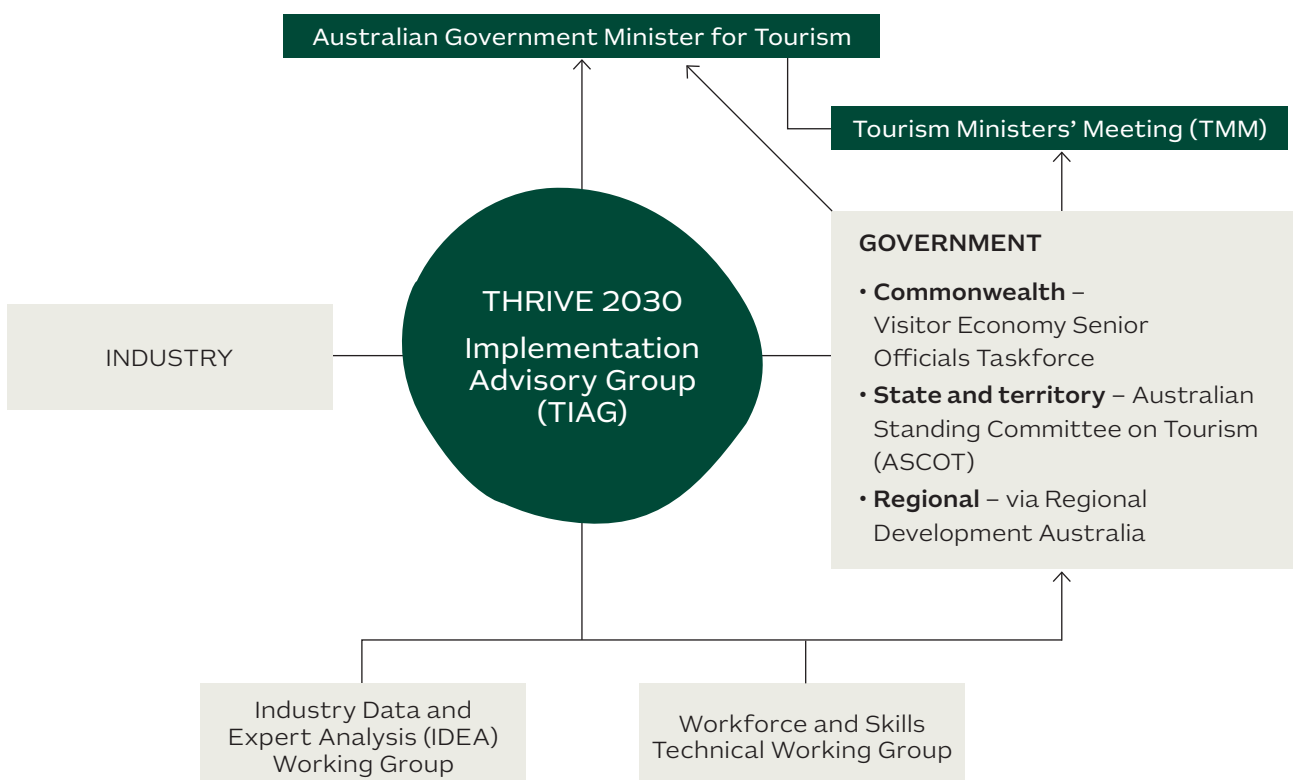 Australian Government Minister for Tourism
Tourism Ministers’ Meeting (TMM)
THRIVE 2030
Implementation
Advisory Group
(TIAG)
INDUSTRY
GOVERNMENT
• Commonwealth –
Visitor Economy Senior
Officials Taskforce
• State and territory – Australian
Standing Committee on Tourism
(ASCOT)
• Regional – via Regional
Development Australia
Industry Data and
Expert Analysis (IDEA)
Working Group
Workforce and Skills
Technical Working Group